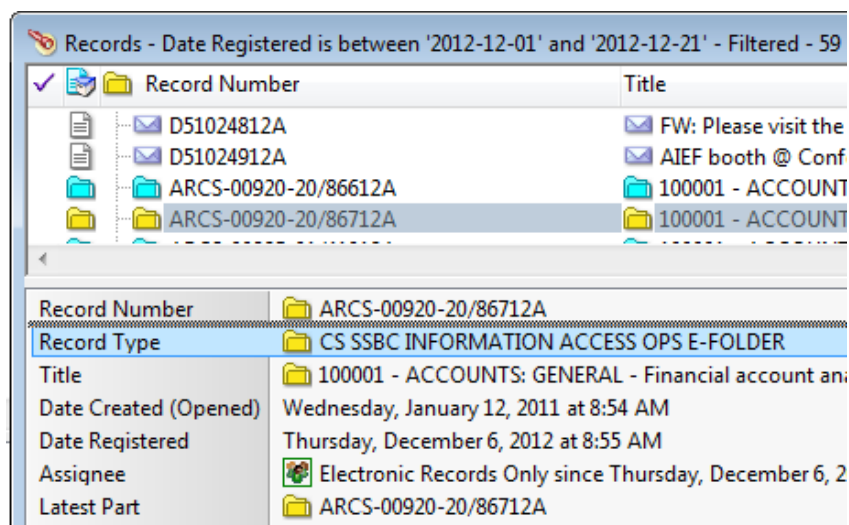 Records - Date Registered is between '2012-12-01' and '2012-12-21' - Filtered - 59
Record Number Title
D51024812A FW: Please visit the
D51024912A AIEF booth @ Conf
ARCS-00920-20/86612A 100001 - ACCOUNT
ARCS-00920-20/86712A 100001 - ACCOUNT
Record Number ARCS-00920-20/86712A
Record Type CS SSBC INFORMATION ACCESS OPS E-FOLDER
Title 100001 - ACCOUNTS: GENERAL - Financial account ana
Date Created (Opened) Wednesday, January 12, 2011 at 8:54 AM
Date Registered Thursday, December 6, 2012 at 8:55 AM
Assignee Electronic Records Only since Thursday, December 6, 2
Latest Part ARCS-00920-20/86712A